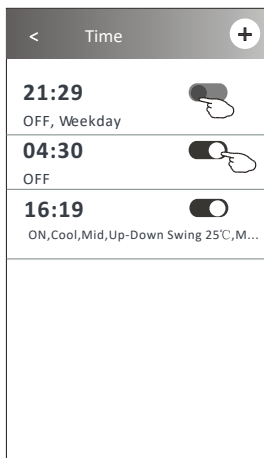 < Time +
21:29
OFF, Weekday
04:30
OFF
16:19
ON,Cool,Mid,Up-Down Swing 25℃,M...